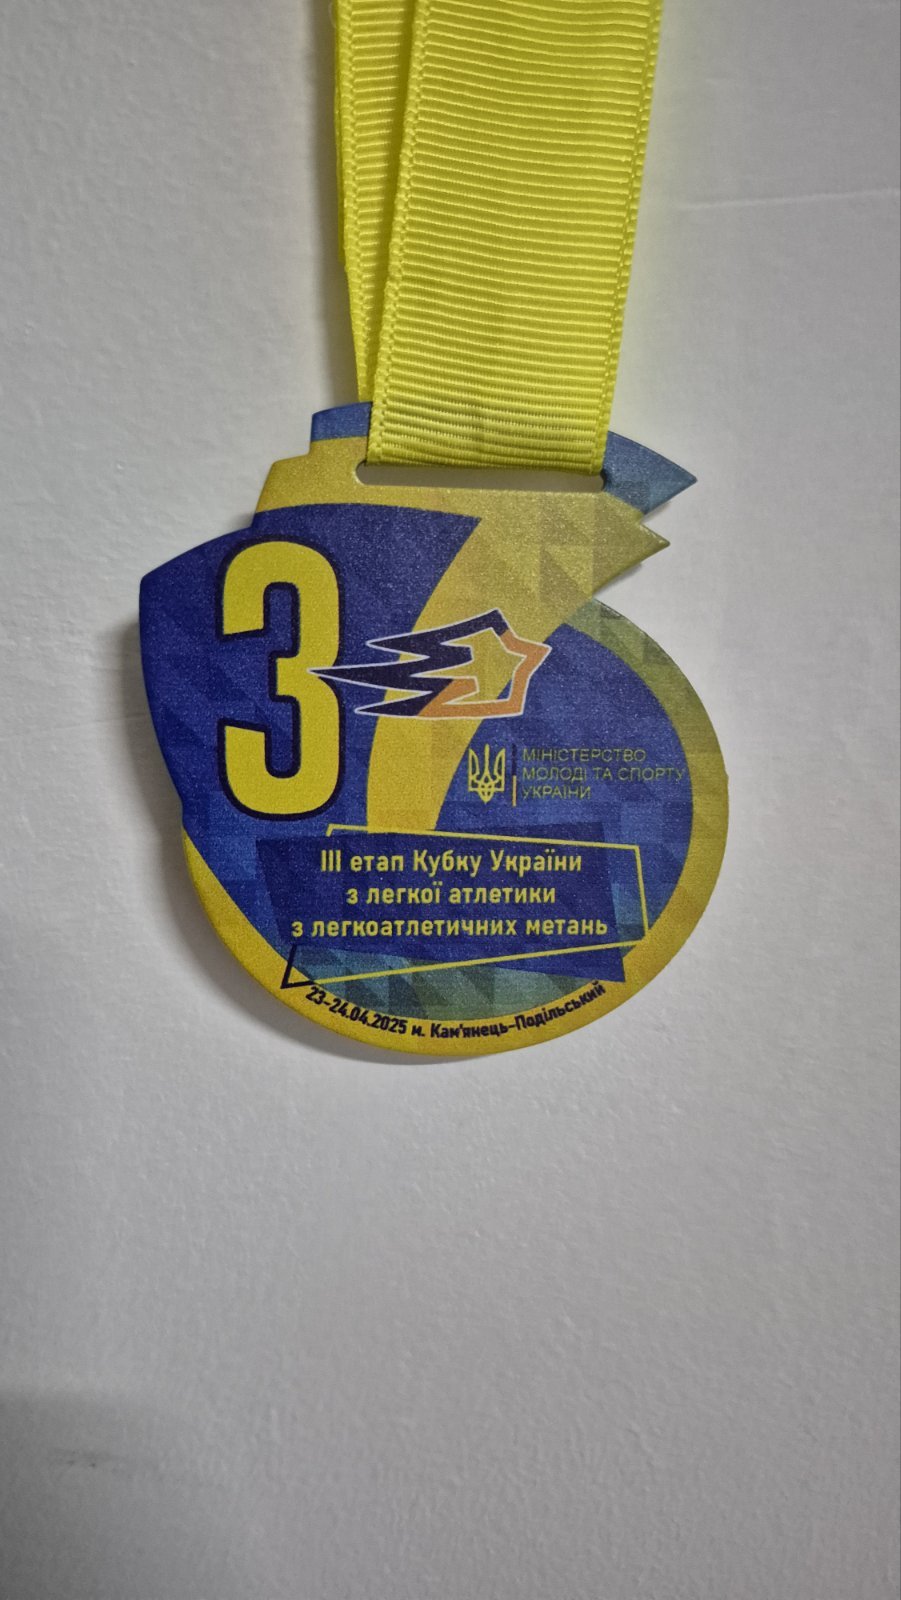 3
МІНІСТЕРСТВО
МОЛОДІ ТА СПОРТУ
УКРАЇНИ
III етап Кубку України
з легкої атлетики
з легкоатлетичних метань
23-24.04.2025 м. Кам'янець-Подільський